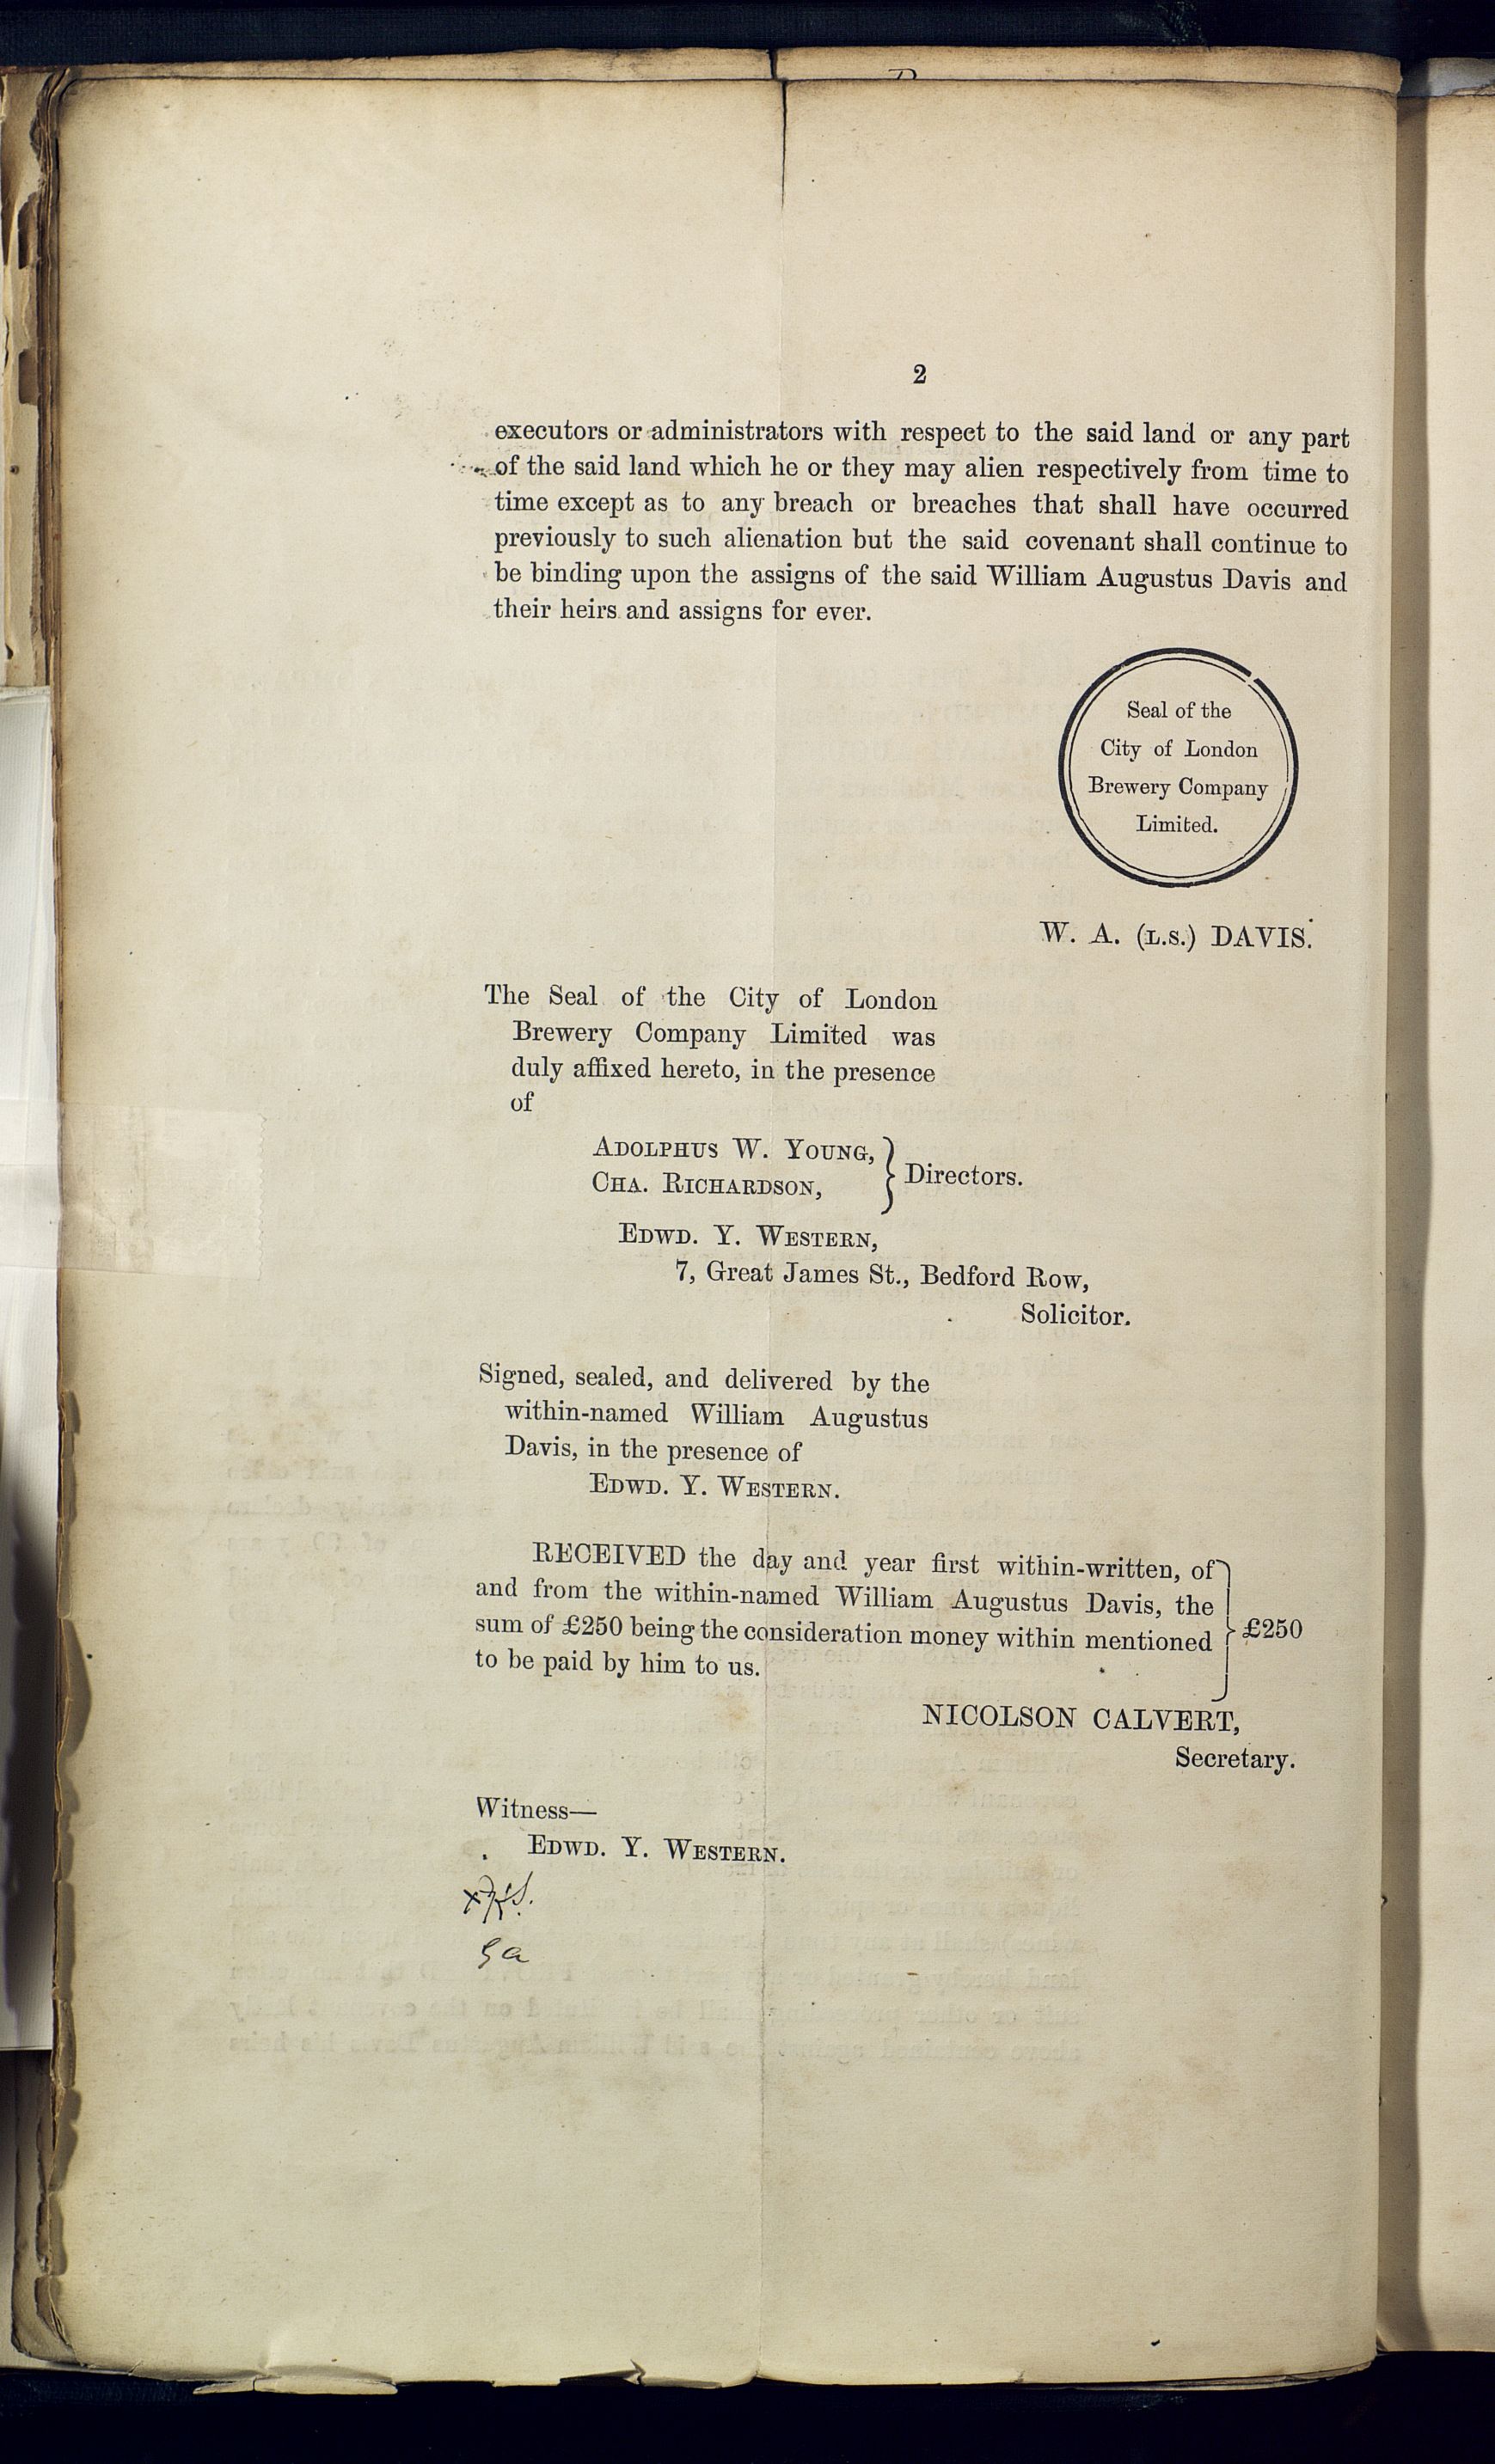 2
executors or administrators with respect to the said land or any part
of the said land which he or they may alien respectively from time to
time except as to any breach or breaches that shall have occurred
previously to such alienation but the said covenant shall continue to
be binding upon the assigns of the said William Augustus Davis and
their heirs and assigns for ever.
Seal of the
City of London
Brewery Company
Limited.
W. A. (L.S.) DAVIS.
The Seal of the City of London
Brewery Company Limited was
duly affixed hereto, in the presence
of
ADOLPHUS W. YOUNG,
CHA. RICHARDSON,
} Directors.
EDWD. Y. WESTERN,
7, Great James St., Bedford Row,
Solicitor.
Signed, sealed, and delivered by the
within-named William Augustus
Davis, in the presence of
EDWD. Y. WESTERN.
RECEIVED the day and year first within-written, of
and from the within-named William Augustus Davis, the
sum of £250 being the consideration money within mentioned
to be paid by him to us.
} £250
NICOLSON CALVERT,
Secretary.
Witness—
EDWD. Y. WESTERN.